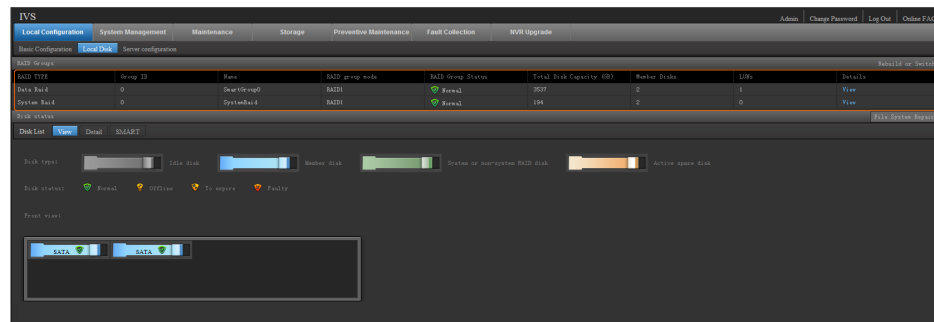 IVS Admin Change Password Log Out Online FAQ
Local Configuration System Management Maintenance Storage Preventive Maintenance Fault Collection NVR Upgrade
Basic Configuration Local Disk Server configuration
RAID Groups Rebuild or Switch
RAID TYPE Group ID Name RAID group mode RAID Group Status Total Disk Capacity (GB) Member Disks LUNs Details
Data Raid 0 SmartGroup0 RAID1 Normal 3537 2 1 View
System Raid 0 SystemRaid RAID1 Normal 194 2 0 View
Disk status File System Repair
Disk List View Detail SMART
Disk type: Idle disk Member disk System or non-system RAID disk Active spare disk
Disk status: Normal Offline To expire Faulty
Front view:
SATA SATA